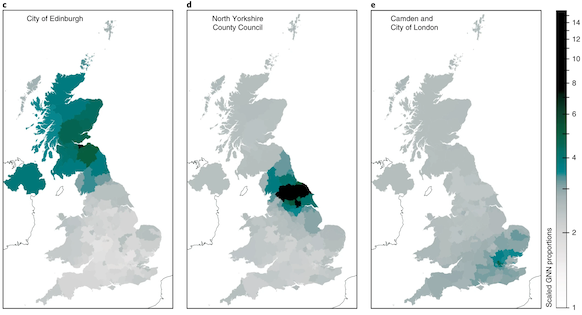 c
City of Edinburgh
d
North Yorkshire
County Council
e
Camden and
City of London
14
12
10
8
6
4
2
1
Scaled GNN proportions